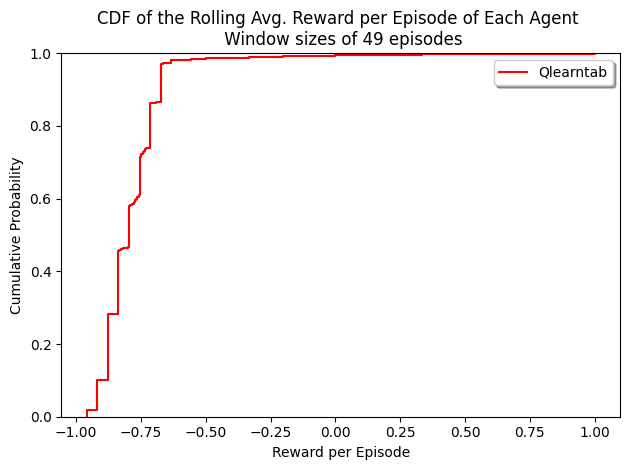 CDF of the Rolling Avg. Reward per Episode of Each Agent
Window sizes of 49 episodes
Qlearntab
Cumulative Probability
1.0
0.8
0.6
0.4
0.2
0.0
−1.00 −0.75 −0.50 −0.25 0.00 0.25 0.50 0.75 1.00
Reward per Episode